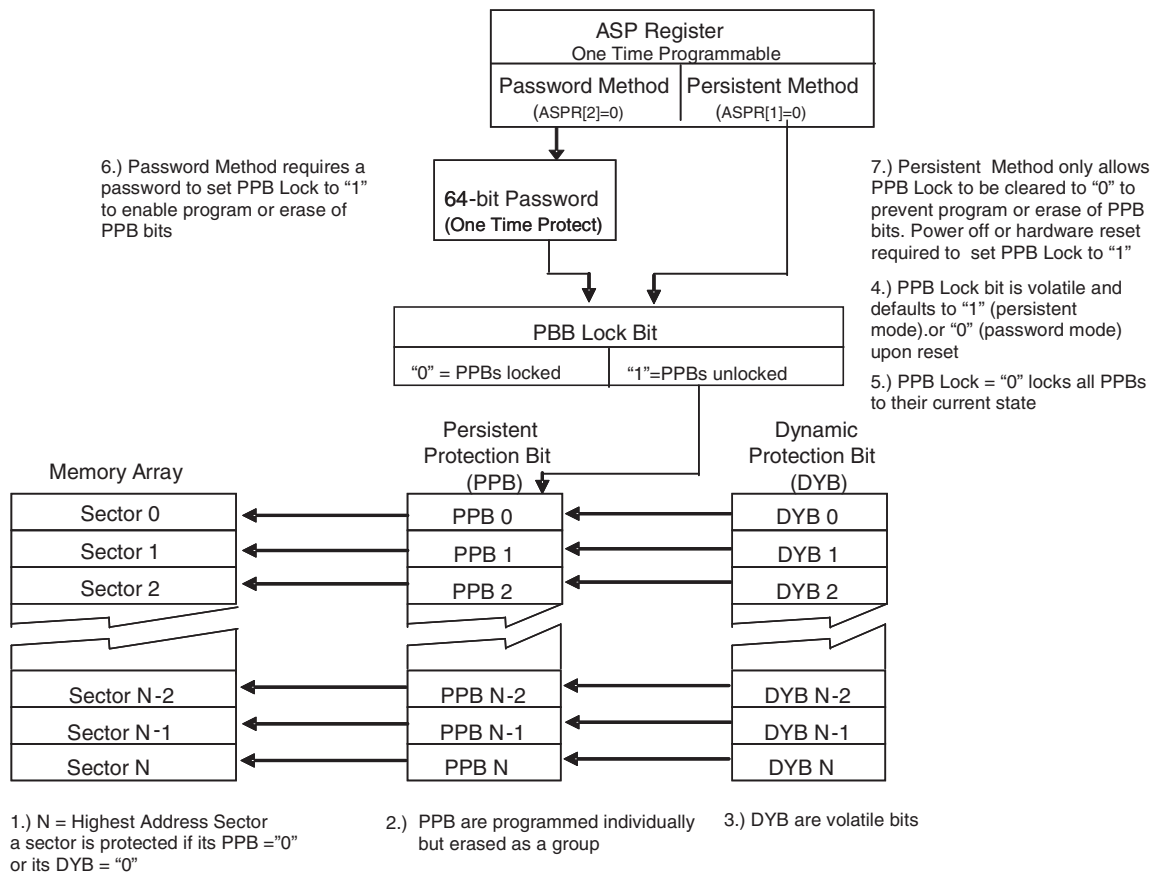 ASP Register
One Time Programmable
Password Method
(ASPR[2]=0)
Persistent Method
(ASPR[1]=0)
6.) Password Method requires a
password to set PPB Lock to “1”
to enable program or erase of
PPB bits
64-bit Password
(One Time Protect)
7.) Persistent Method only allows
PPB Lock to be cleared to “0” to
prevent program or erase of PPB
bits. Power off or hardware reset
required to set PPB Lock to “1”
4.) PPB Lock bit is volatile and
defaults to “1” (persistent
mode).or “0” (password mode)
upon reset
5.) PPB Lock = “0” locks all PPBs
to their current state
PBB Lock Bit
“0” = PPBs locked
“1”=PPBs unlocked
Memory Array
Persistent
Protection Bit
(PPB)
Dynamic
Protection Bit
(DYB)
Sector 0
PPB 0
DYB 0
Sector 1
PPB 1
DYB 1
Sector 2
PPB 2
DYB 2
Sector N-2
PPB N-2
DYB N-2
Sector N-1
PPB N-1
DYB N-1
Sector N
PPB N
DYB N
1.) N = Highest Address Sector
a sector is protected if its PPB =”0”
or its DYB = “0”
2.) PPB are programmed individually
but erased as a group
3.) DYB are volatile bits